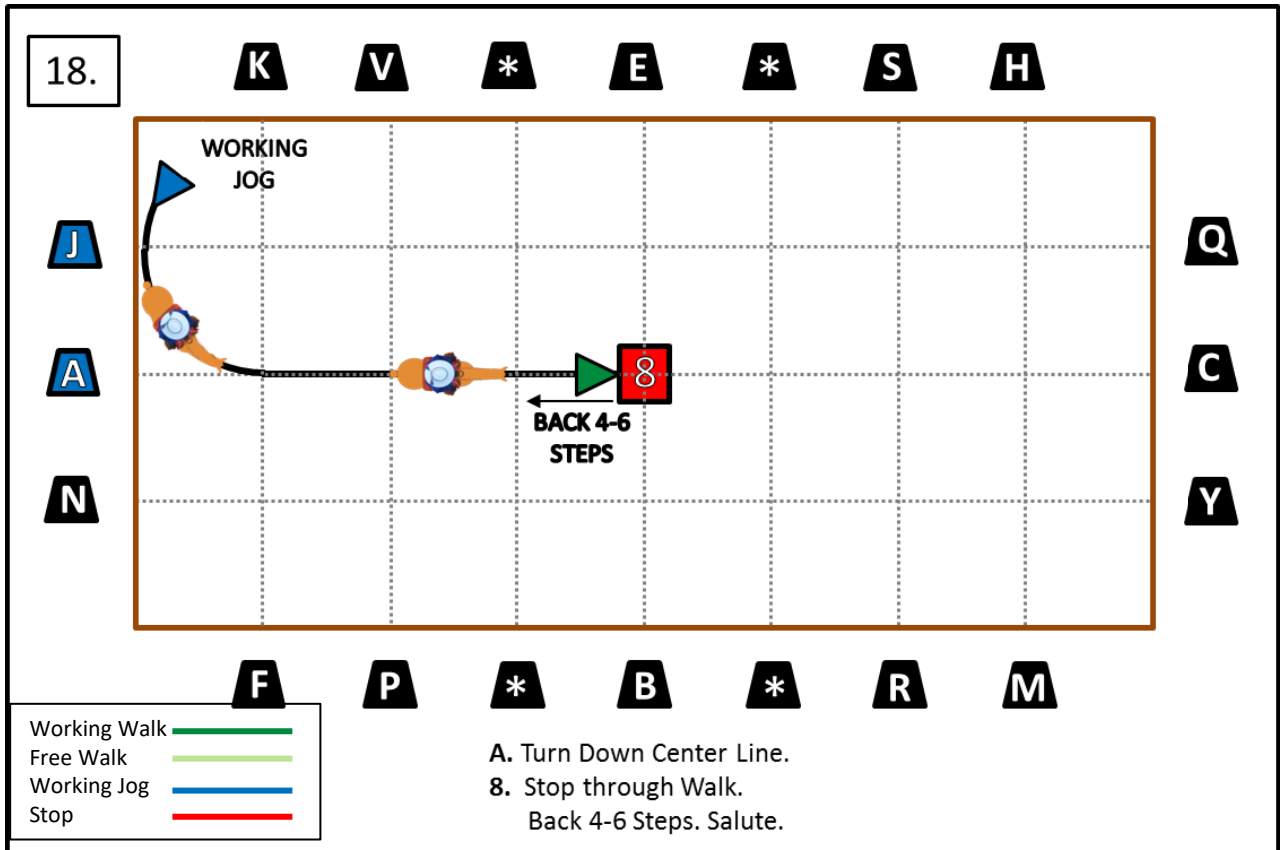 18.
K V * E * S H
WORKING
JOG
J
Q
A
8
C
BACK 4-6
STEPS
N
Y
F P * B * R M
Working Walk
Free Walk
Working Jog
Stop
A. Turn Down Center Line.
8. Stop through Walk.
Back 4-6 Steps. Salute.